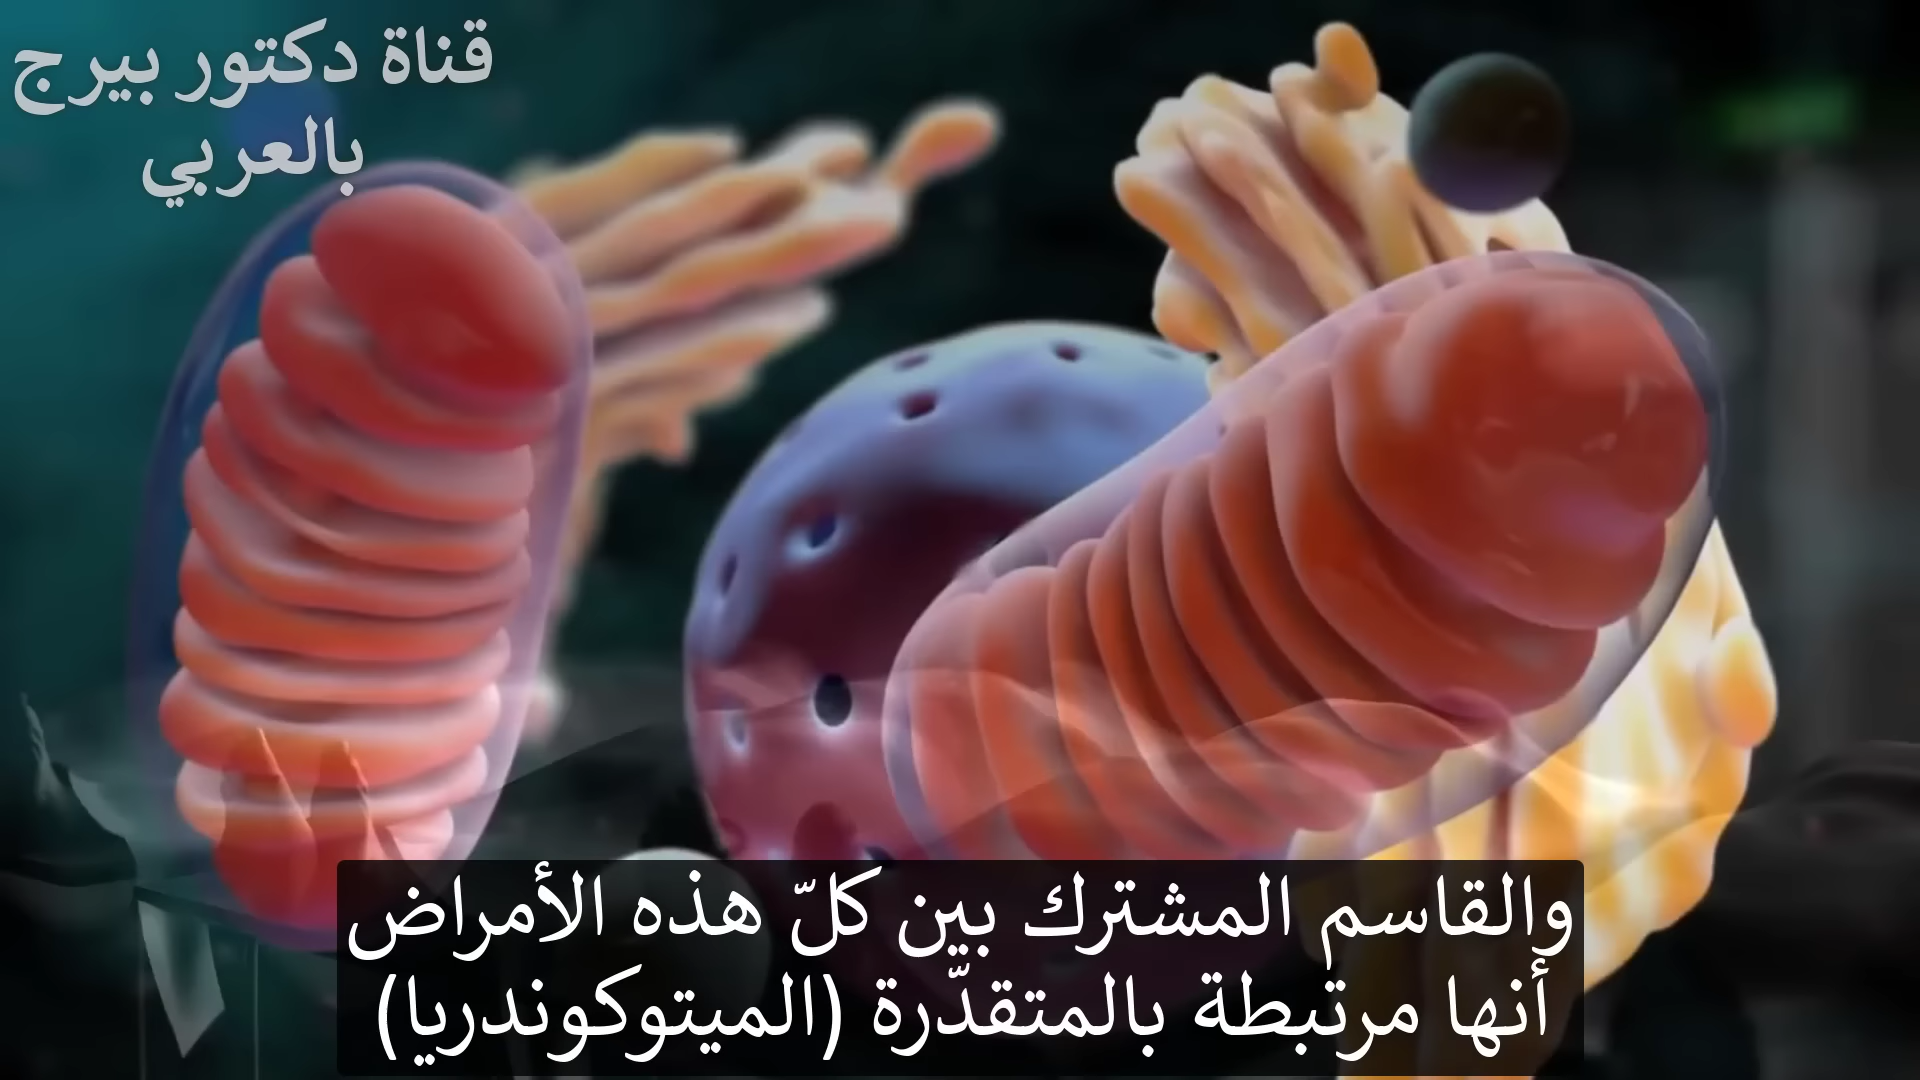 قناة دكتور بيرج
بالعربي
والقاسم المشترك بين كلّ هذه الأمراض
أنها مرتبطة بالمتقدّرة (الميتوكوندريا)